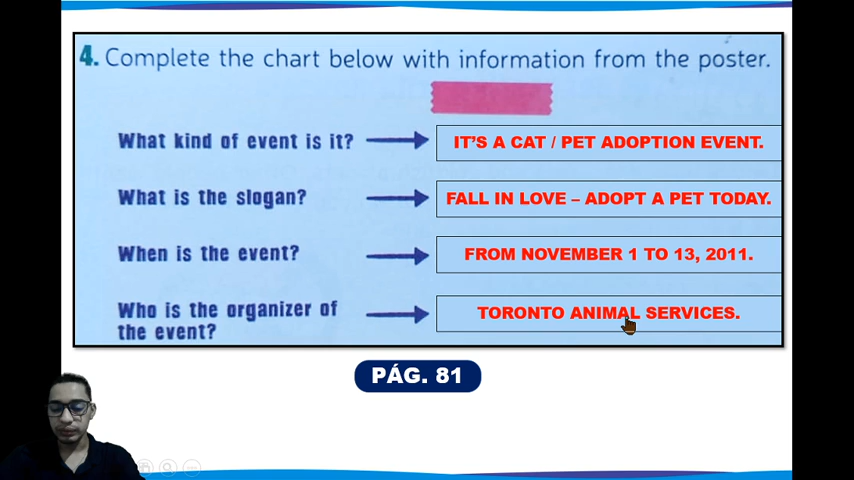 4. Complete the chart below with information from the poster.
What kind of event is it?
IT'S A CAT / PET ADOPTION EVENT.
What is the slogan?
FALL IN LOVE – ADOPT A PET TODAY.
When is the event?
FROM NOVEMBER 1 TO 13, 2011.
Who is the organizer of
the event?
TORONTO ANIMAL SERVICES.
PÁG. 81